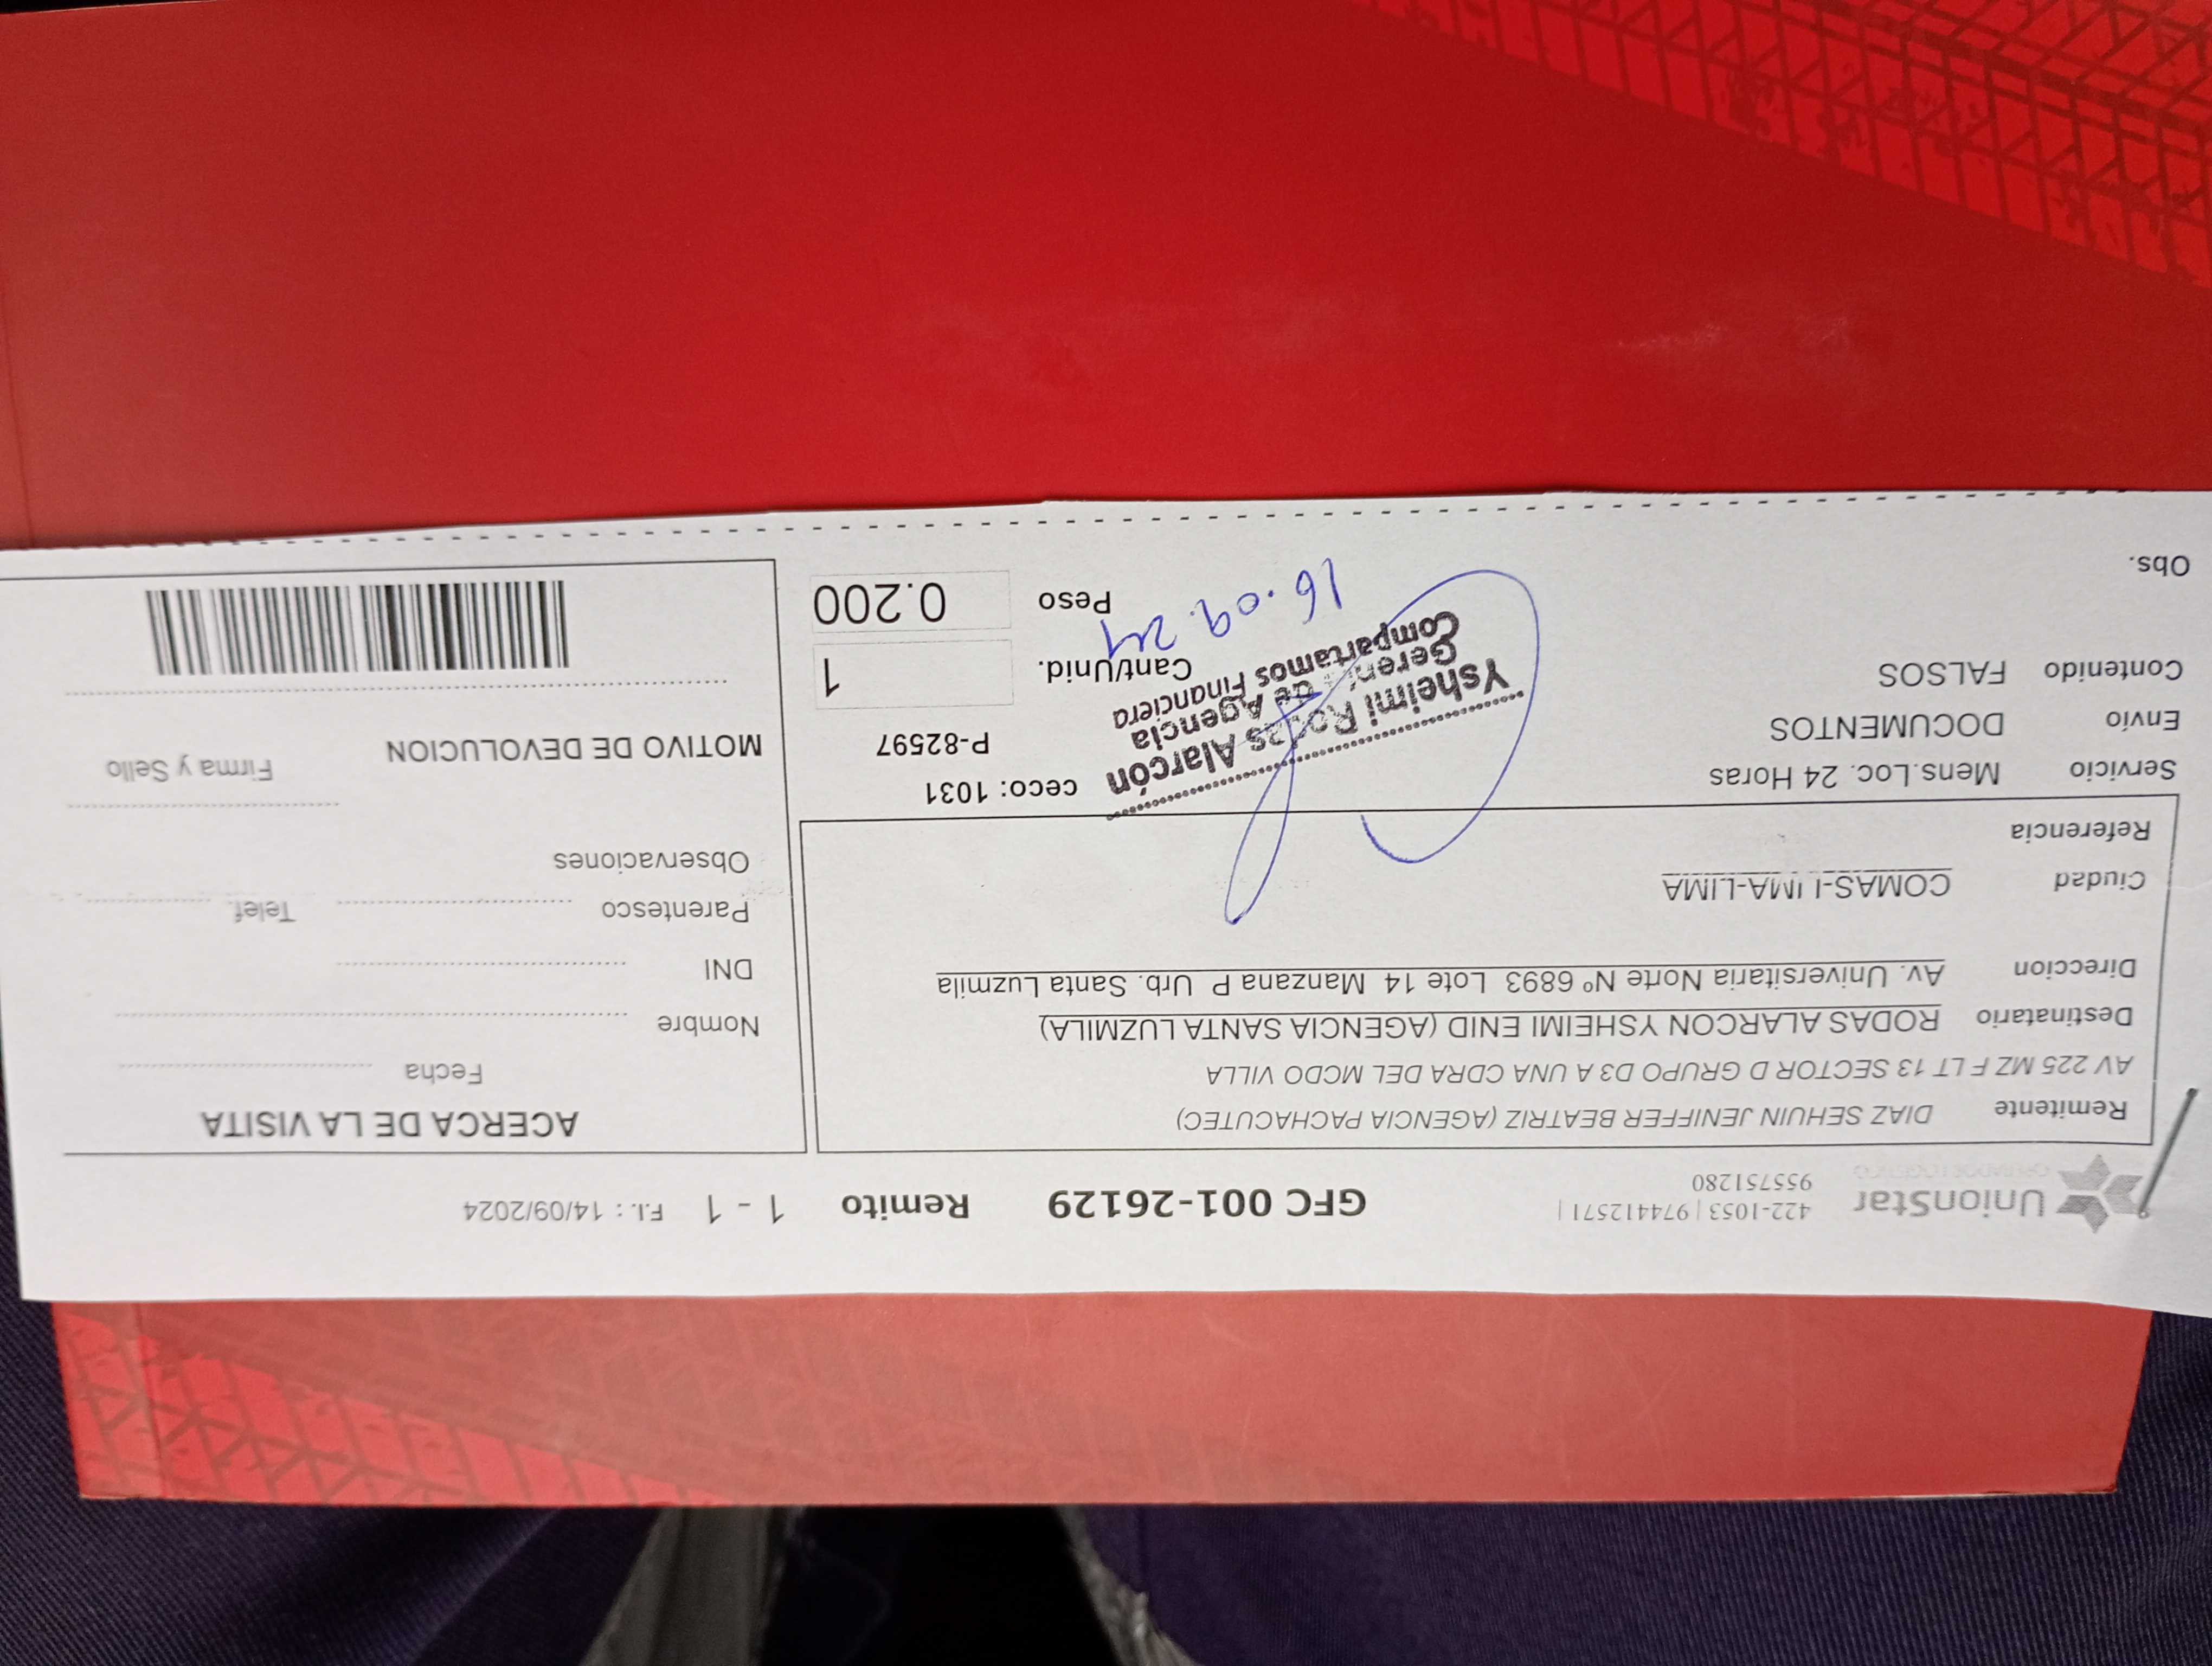 UnionStar 422-1053 | 974412571 | GFC 001-26129 Remito 1 - 1 F.I. : 14/09/2024
955751280
Remitente DIAZ SEHUIN JENIFFER BEATRIZ (AGENCIA PACHACUTEC)
AV 225 MZ F LT 13 SECTOR D GRUPO D3 A UNA CDRA DEL MCDO VILLA
Destinatario RODAS ALARCON YSHEIMI ENID (AGENCIA SANTA LUZMILA)
Direccion Av. Universitaria Norte Nº 6893 Lote 14 Manzana P Urb. Santa Luzmila
Ciudad COMAS-LIMA-LIMA
Referencia
Servicio Mens.Loc. 24 Horas
Envio DOCUMENTOS
Contenido FALSOS
Obs.
Ysheimi Rodas Alarcón
Gerente de Agencia
Compartamos Financiera
16.09.24
ceco: 1031
P-82597
Cant/Unid. 1
Peso 0.200
ACERCA DE LA VISITA
Fecha
Nombre
DNI
Parentesco Telef.
Observaciones
MOTIVO DE DEVOLUCION Firma y Sello